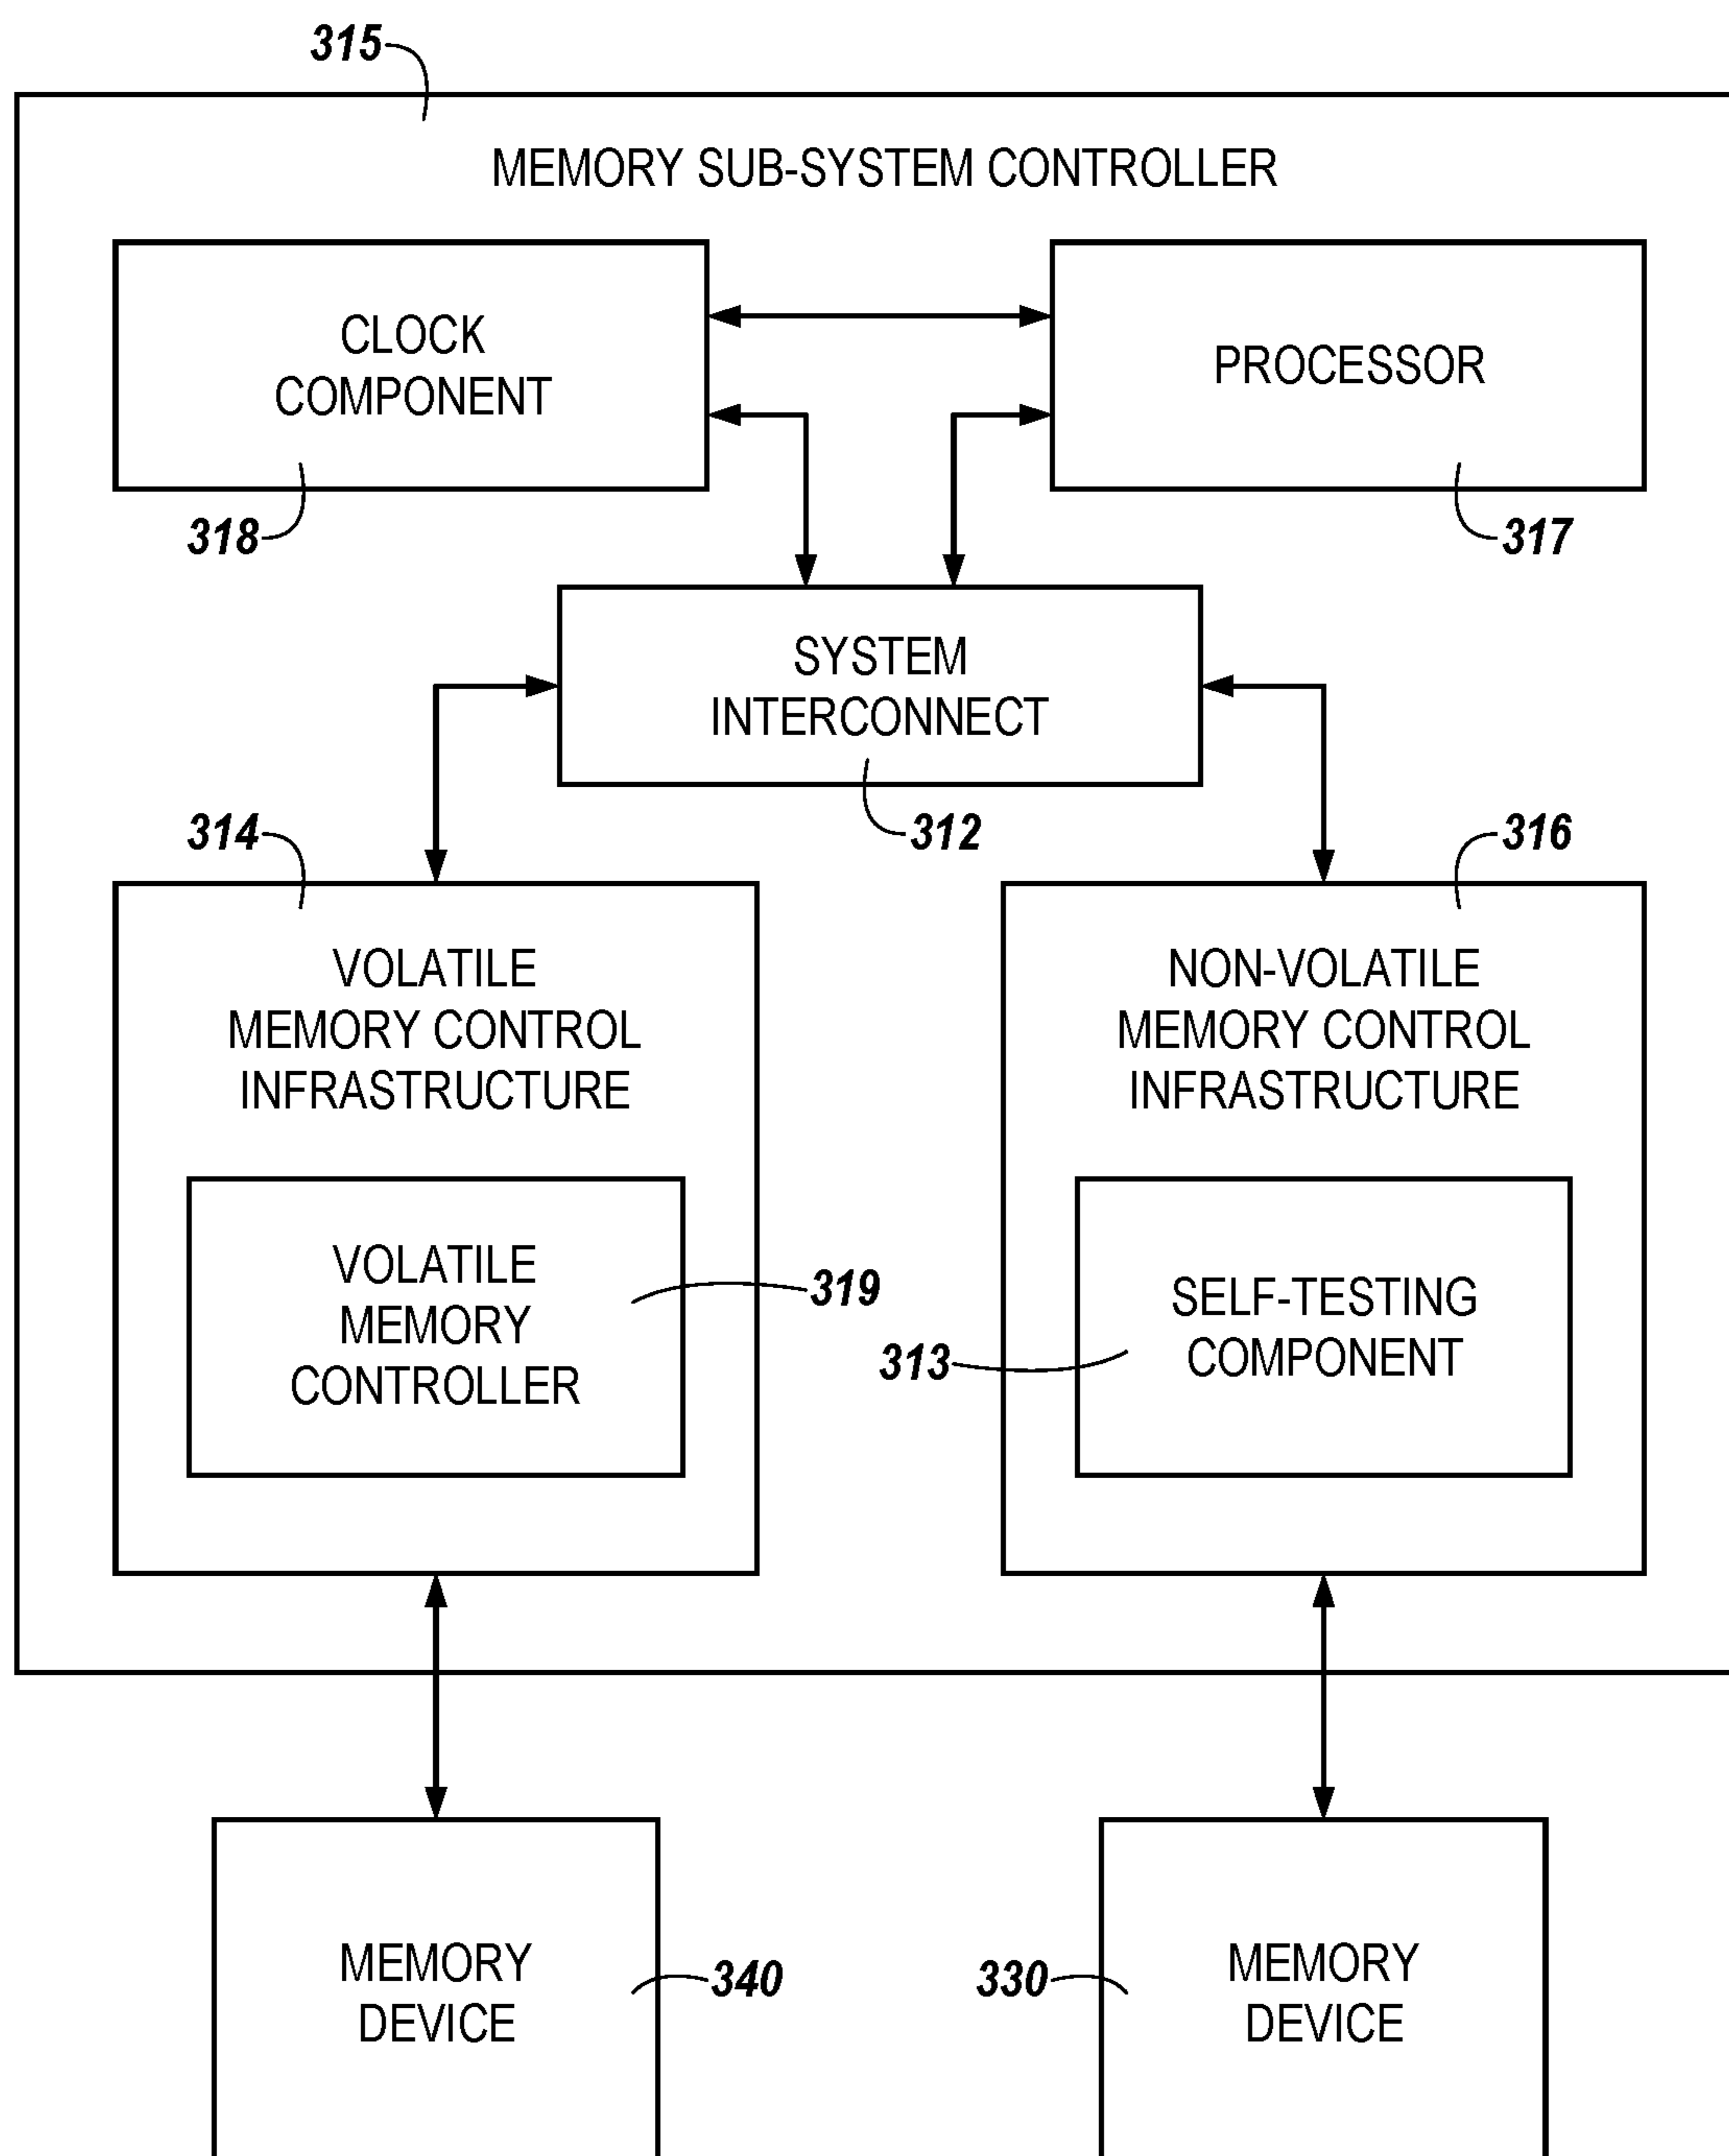 315
MEMORY SUB-SYSTEM CONTROLLER
CLOCK
COMPONENT
PROCESSOR
318
317
SYSTEM
INTERCONNECT
314
312
316
VOLATILE
MEMORY CONTROL
INFRASTRUCTURE
NON-VOLATILE
MEMORY CONTROL
INFRASTRUCTURE
VOLATILE
MEMORY
CONTROLLER
319
313
SELF-TESTING
COMPONENT
MEMORY
DEVICE
340
330
MEMORY
DEVICE